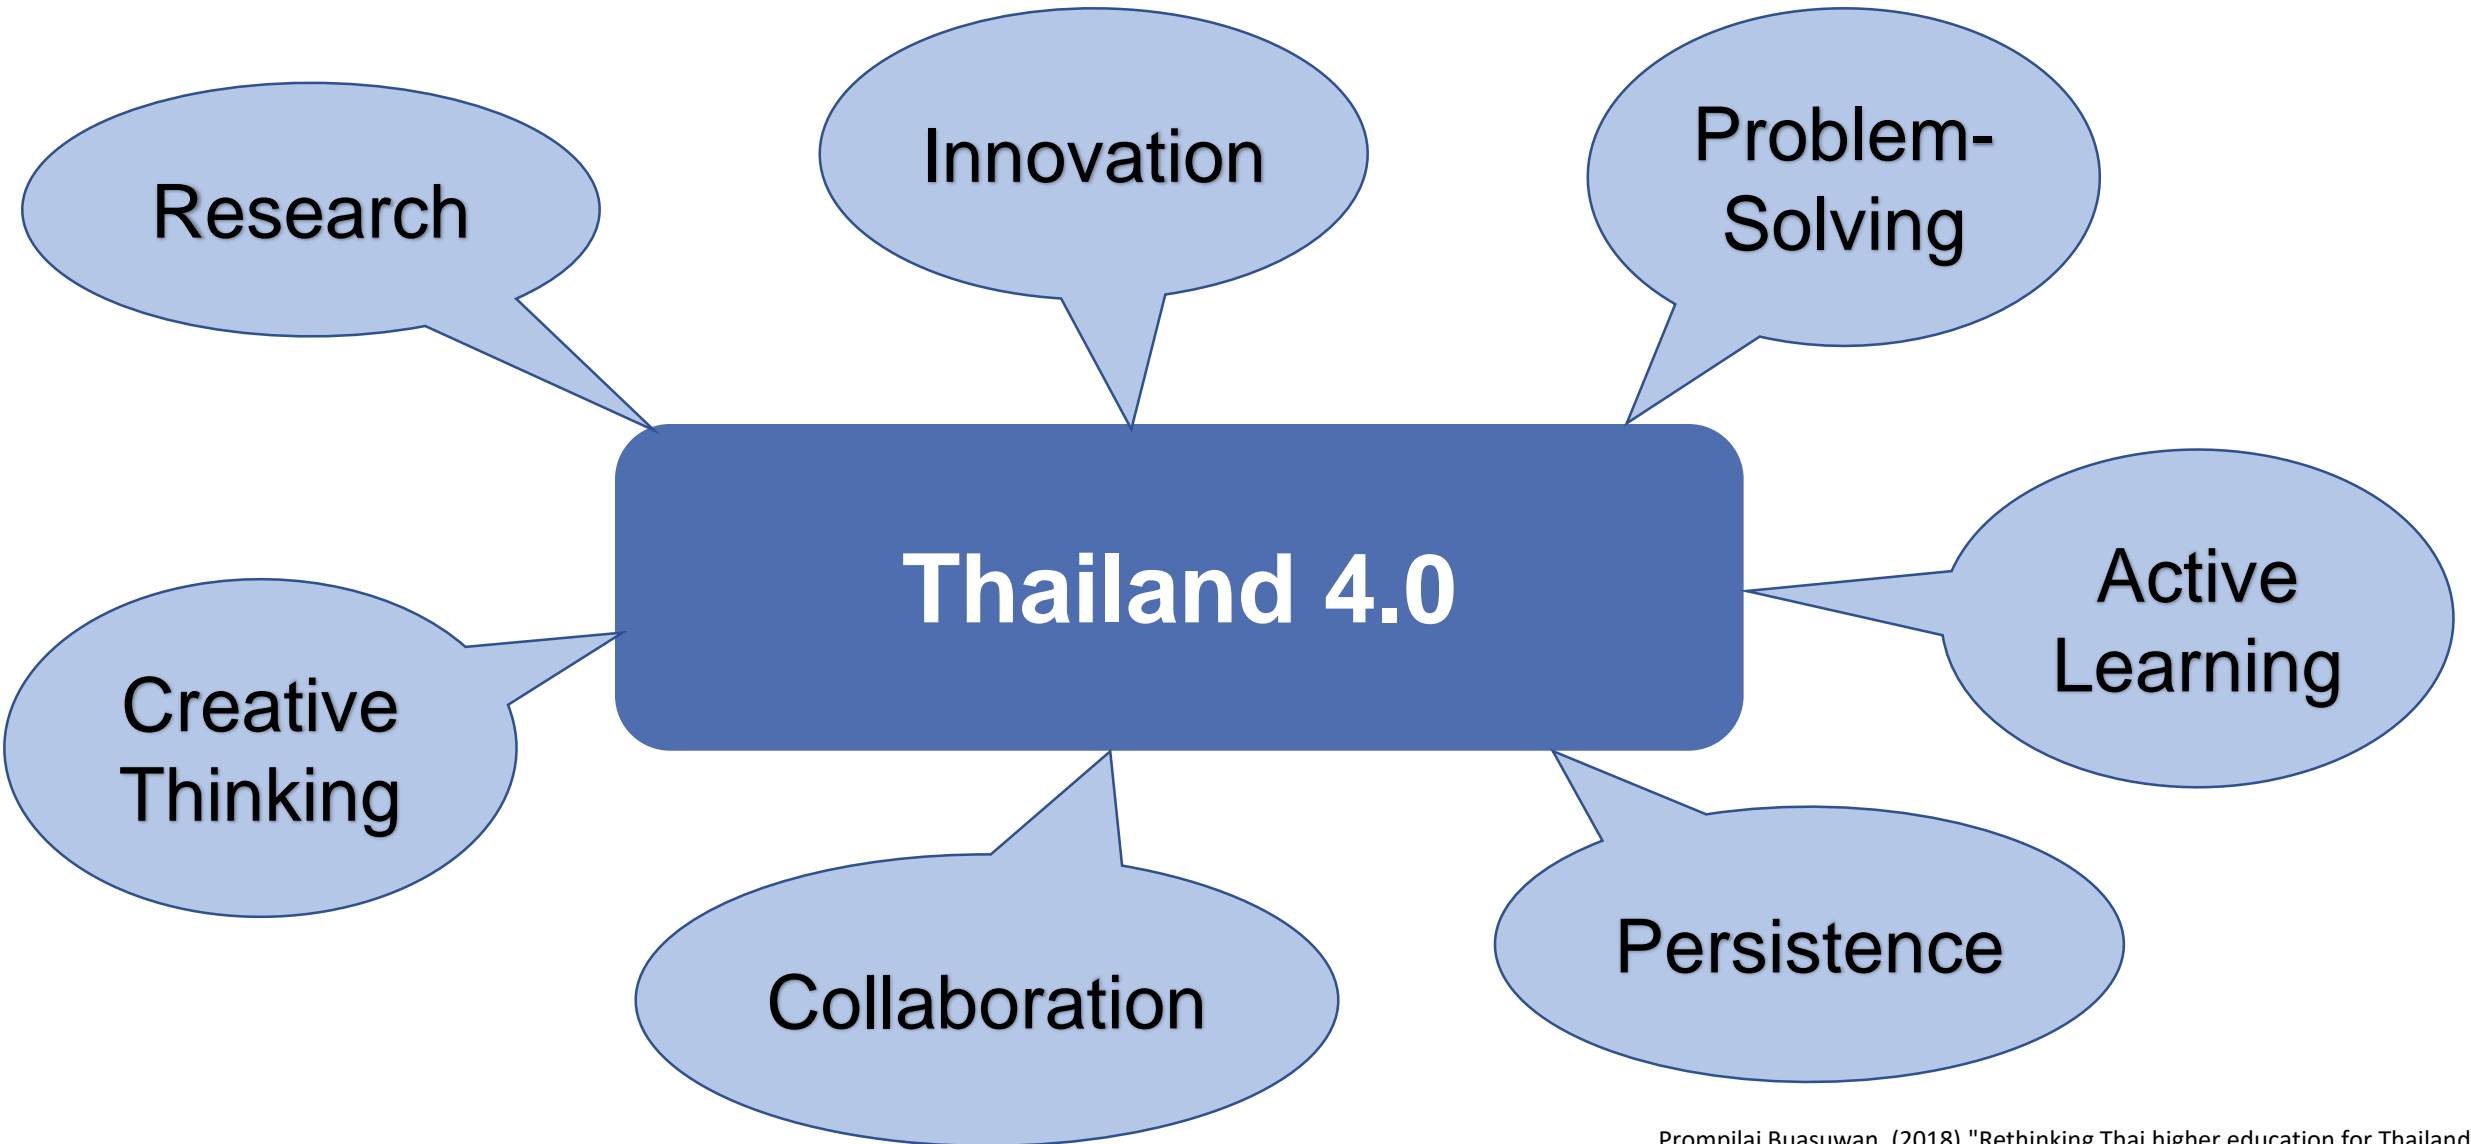 Research
Innovation
Problem-
Solving
Thailand 4.0
Active
Learning
Creative
Thinking
Collaboration
Persistence
Prompilai Buasuwan, (2018) "Rethinking Thai higher education for Thailand